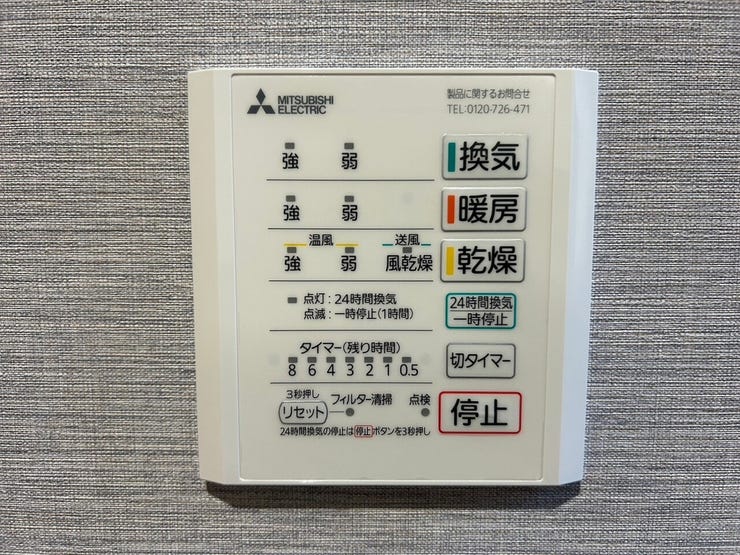 MITSUBISHI
ELECTRIC
製品に関するお問合せ
TEL:0120-726-471
強 弱 換気
強 弱 暖房
温風 送風
強 弱 風乾燥 乾燥
点灯：24時間換気
点滅：一時停止(1時間)
24時間換気
一時停止
タイマー(残り時間)
8 6 4 3 2 1 0.5
切タイマー
3秒押し
リセット フィルター清掃 点検
停止
24時間換気の停止は停止ボタンを3秒押し